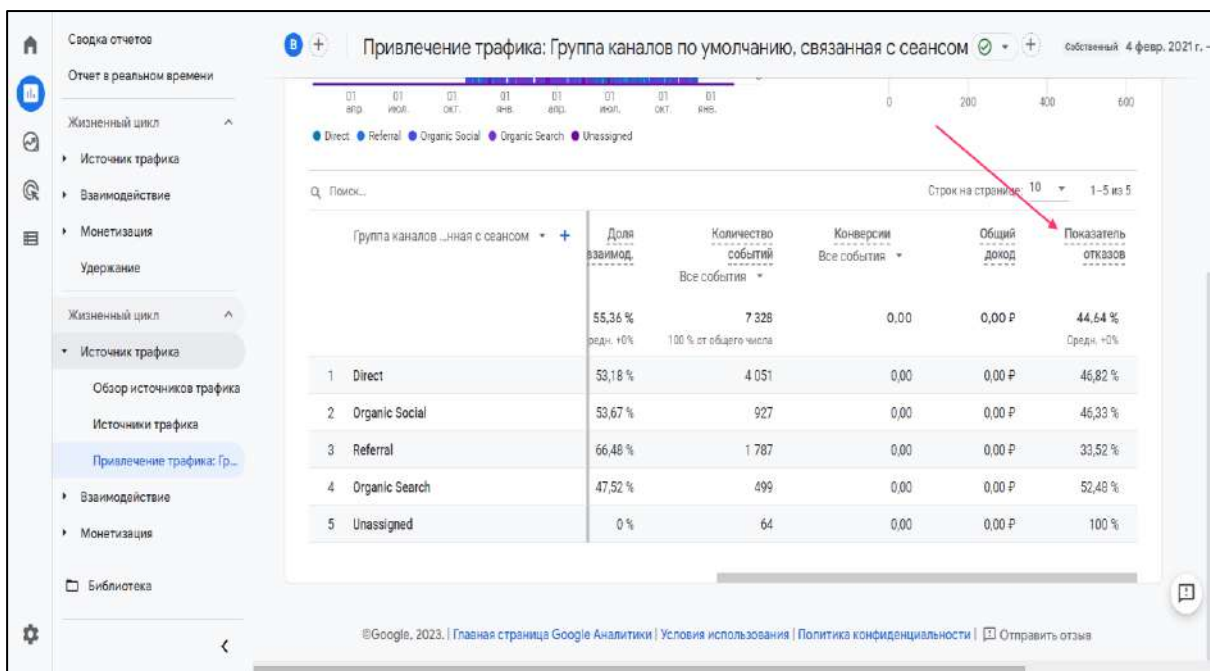 Сводка отчетов
Отчет в реальном времени
Жизненный цикл
Источник трафика
Взаимодействие
Монетизация
Удержание
Жизненный цикл
Источник трафика
Обзор источников трафика
Источники трафика
Привлечение трафика: Гр...
Взаимодействие
Монетизация
Библиотека
B Привлечение трафика: Группа каналов по умолчанию, связанная с сеансом Собственный 4 февр. 2021 г. -
01 апр. 01 июл. 01 окт. 01 янв. 01 апр. 01 июл. 01 окт. 01 янв. 0 200 400 600
Direct Referral Organic Social Organic Search Unassigned
Поиск... Строк на странице: 10 1–5 из 5
Группа каналов ...нная с сеансом + Доля Количество Конверсии Общий Показатель
взаимод. событий Все события доход отказов
Все события
55,36 % 7 328 0,00 0,00 ₽ 44,64 %
редн. +0% 100 % от общего числа Средн. +0%
1 Direct 53,18 % 4 051 0,00 0,00 ₽ 46,82 %
2 Organic Social 53,67 % 927 0,00 0,00 ₽ 46,33 %
3 Referral 66,48 % 1 787 0,00 0,00 ₽ 33,52 %
4 Organic Search 47,52 % 499 0,00 0,00 ₽ 52,48 %
5 Unassigned 0 % 64 0,00 0,00 ₽ 100 %
©Google, 2023. | Главная страница Google Аналитики | Условия использования | Политика конфиденциальности | Отправить отзыв